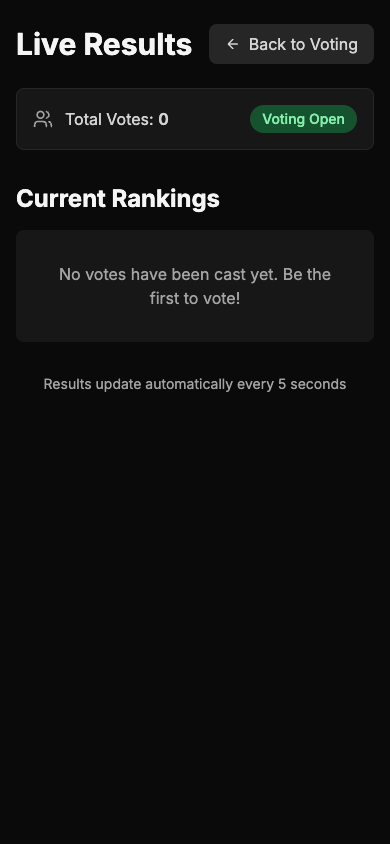 Live Results
Back to Voting
Total Votes: 0
Voting Open
Current Rankings
No votes have been cast yet. Be the
first to vote!
Results update automatically every 5 seconds